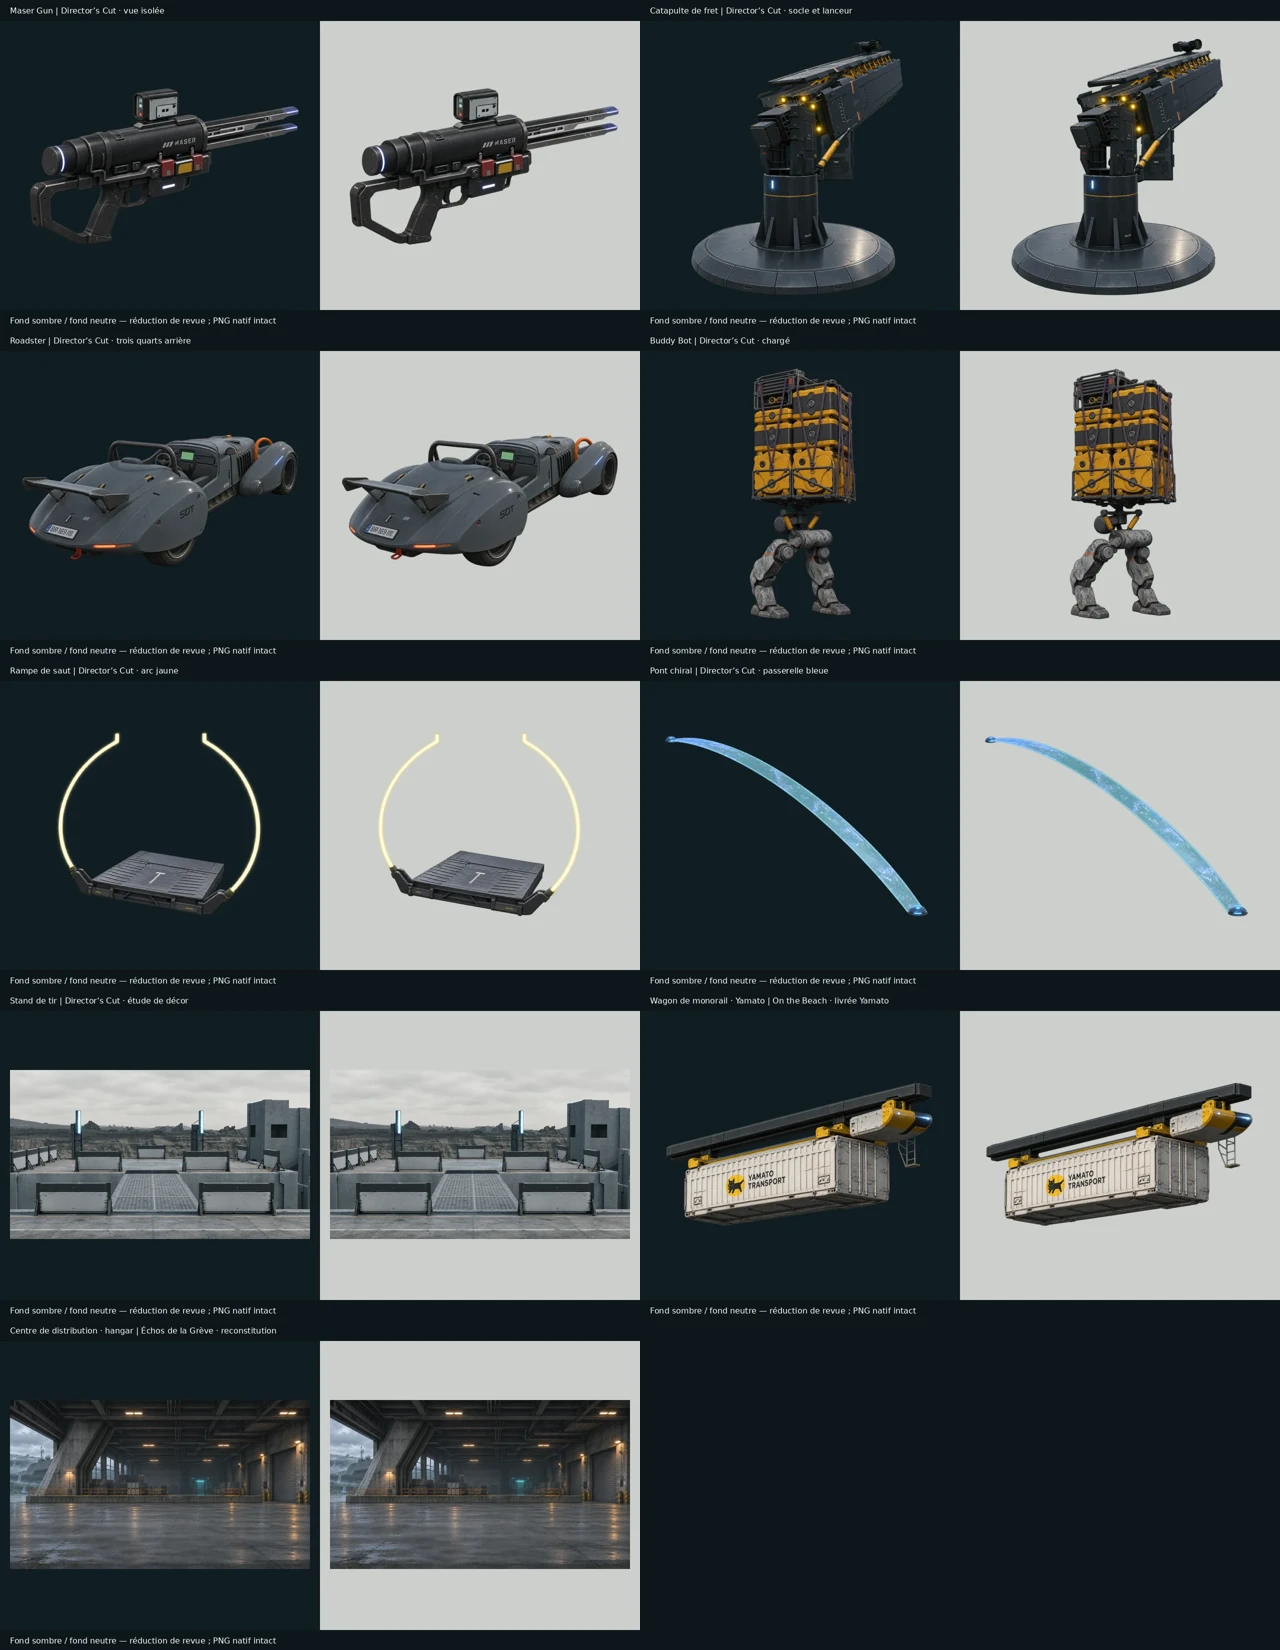 Maser Gun | Director’s Cut · vue isolée
MASER
MASER
Fond sombre / fond neutre — réduction de revue ; PNG natif intact
Catapulte de fret | Director’s Cut · socle et lanceur
Fond sombre / fond neutre — réduction de revue ; PNG natif intact
Roadster | Director’s Cut · trois quarts arrière
SDT
SDT
Fond sombre / fond neutre — réduction de revue ; PNG natif intact
Buddy Bot | Director’s Cut · chargé
Fond sombre / fond neutre — réduction de revue ; PNG natif intact
Rampe de saut | Director’s Cut · arc jaune
Fond sombre / fond neutre — réduction de revue ; PNG natif intact
Pont chiral | Director’s Cut · passerelle bleue
Fond sombre / fond neutre — réduction de revue ; PNG natif intact
Stand de tir | Director’s Cut · étude de décor
Fond sombre / fond neutre — réduction de revue ; PNG natif intact
Wagon de monorail · Yamato | On the Beach · livrée Yamato
YAMATO
TRANSPORT
YAMATO
TRANSPORT
Fond sombre / fond neutre — réduction de revue ; PNG natif intact
Centre de distribution · hangar | Échos de la Grève · reconstitution
Fond sombre / fond neutre — réduction de revue ; PNG natif intact